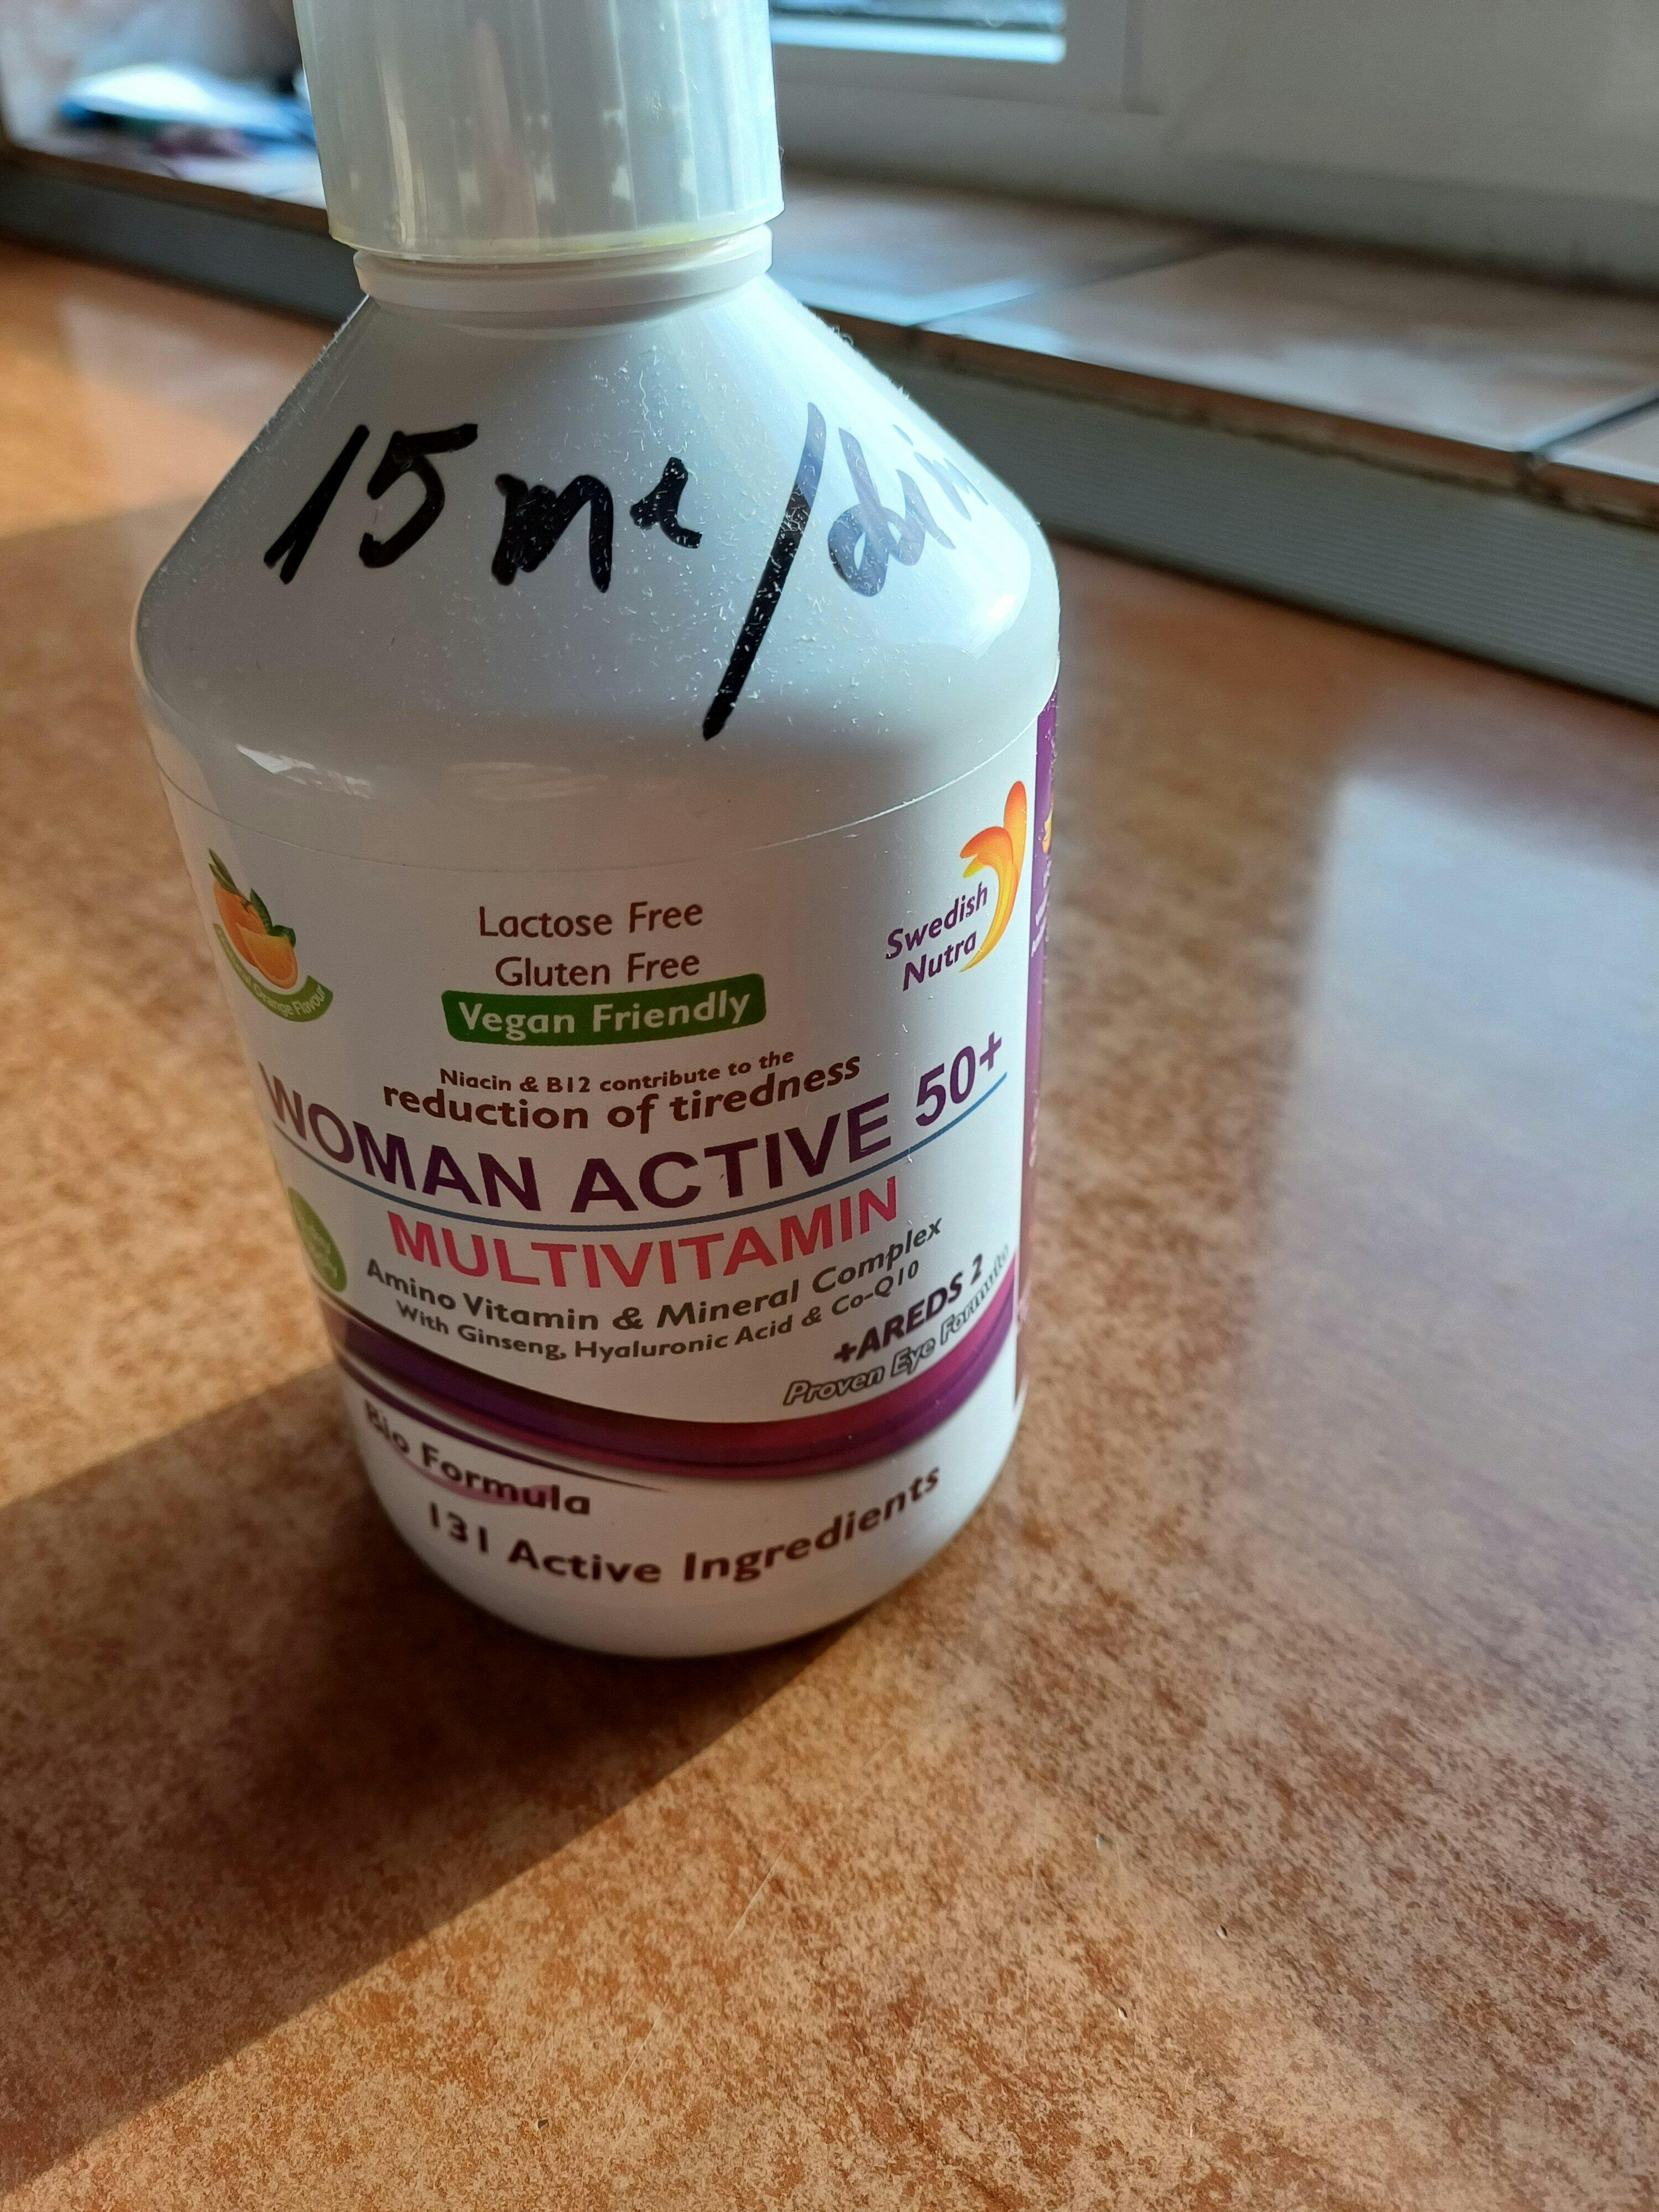 15 ml/dim
Lactose Free
Gluten Free
Vegan Friendly
Swedish
Nutra
Orange Flavour
Niacin & B12 contribute to the
reduction of tiredness
WOMAN ACTIVE 50+
MULTIVITAMIN
Amino Vitamin & Mineral Complex
With Ginseng, Hyaluronic Acid & Co-Q10
+AREDS 2
Proven Eye Formula
Bio Formula
131 Active Ingredients